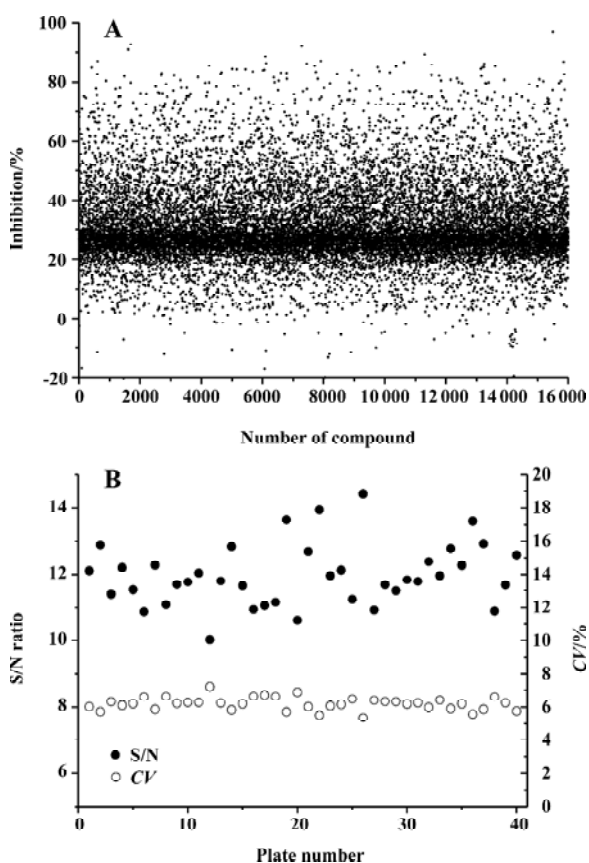 A
Inhibition/%
100
80
60
40
20
0
-20
0 2000 4000 6000 8000 10 000 12 000 14 000 16 000
Number of compound
B
S/N ratio
14
12
10
8
6
CV/%
20
18
16
14
12
10
8
6
4
2
0
S/N
CV
0 10 20 30 40
Plate number